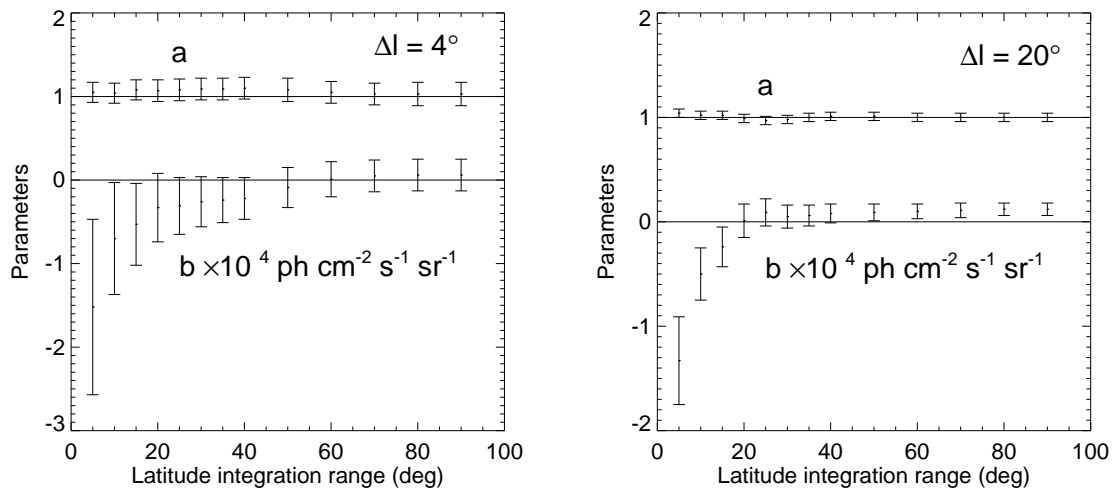 2
1
0
-1
-2
-3
Parameters
a
Δl = 4°
b ×10 4 ph cm-2 s-1 sr-1
0 20 40 60 80 100
Latitude integration range (deg)
2
1
0
-1
-2
Parameters
a
Δl = 20°
b ×10 4 ph cm-2 s-1 sr-1
0 20 40 60 80 100
Latitude integration range (deg)